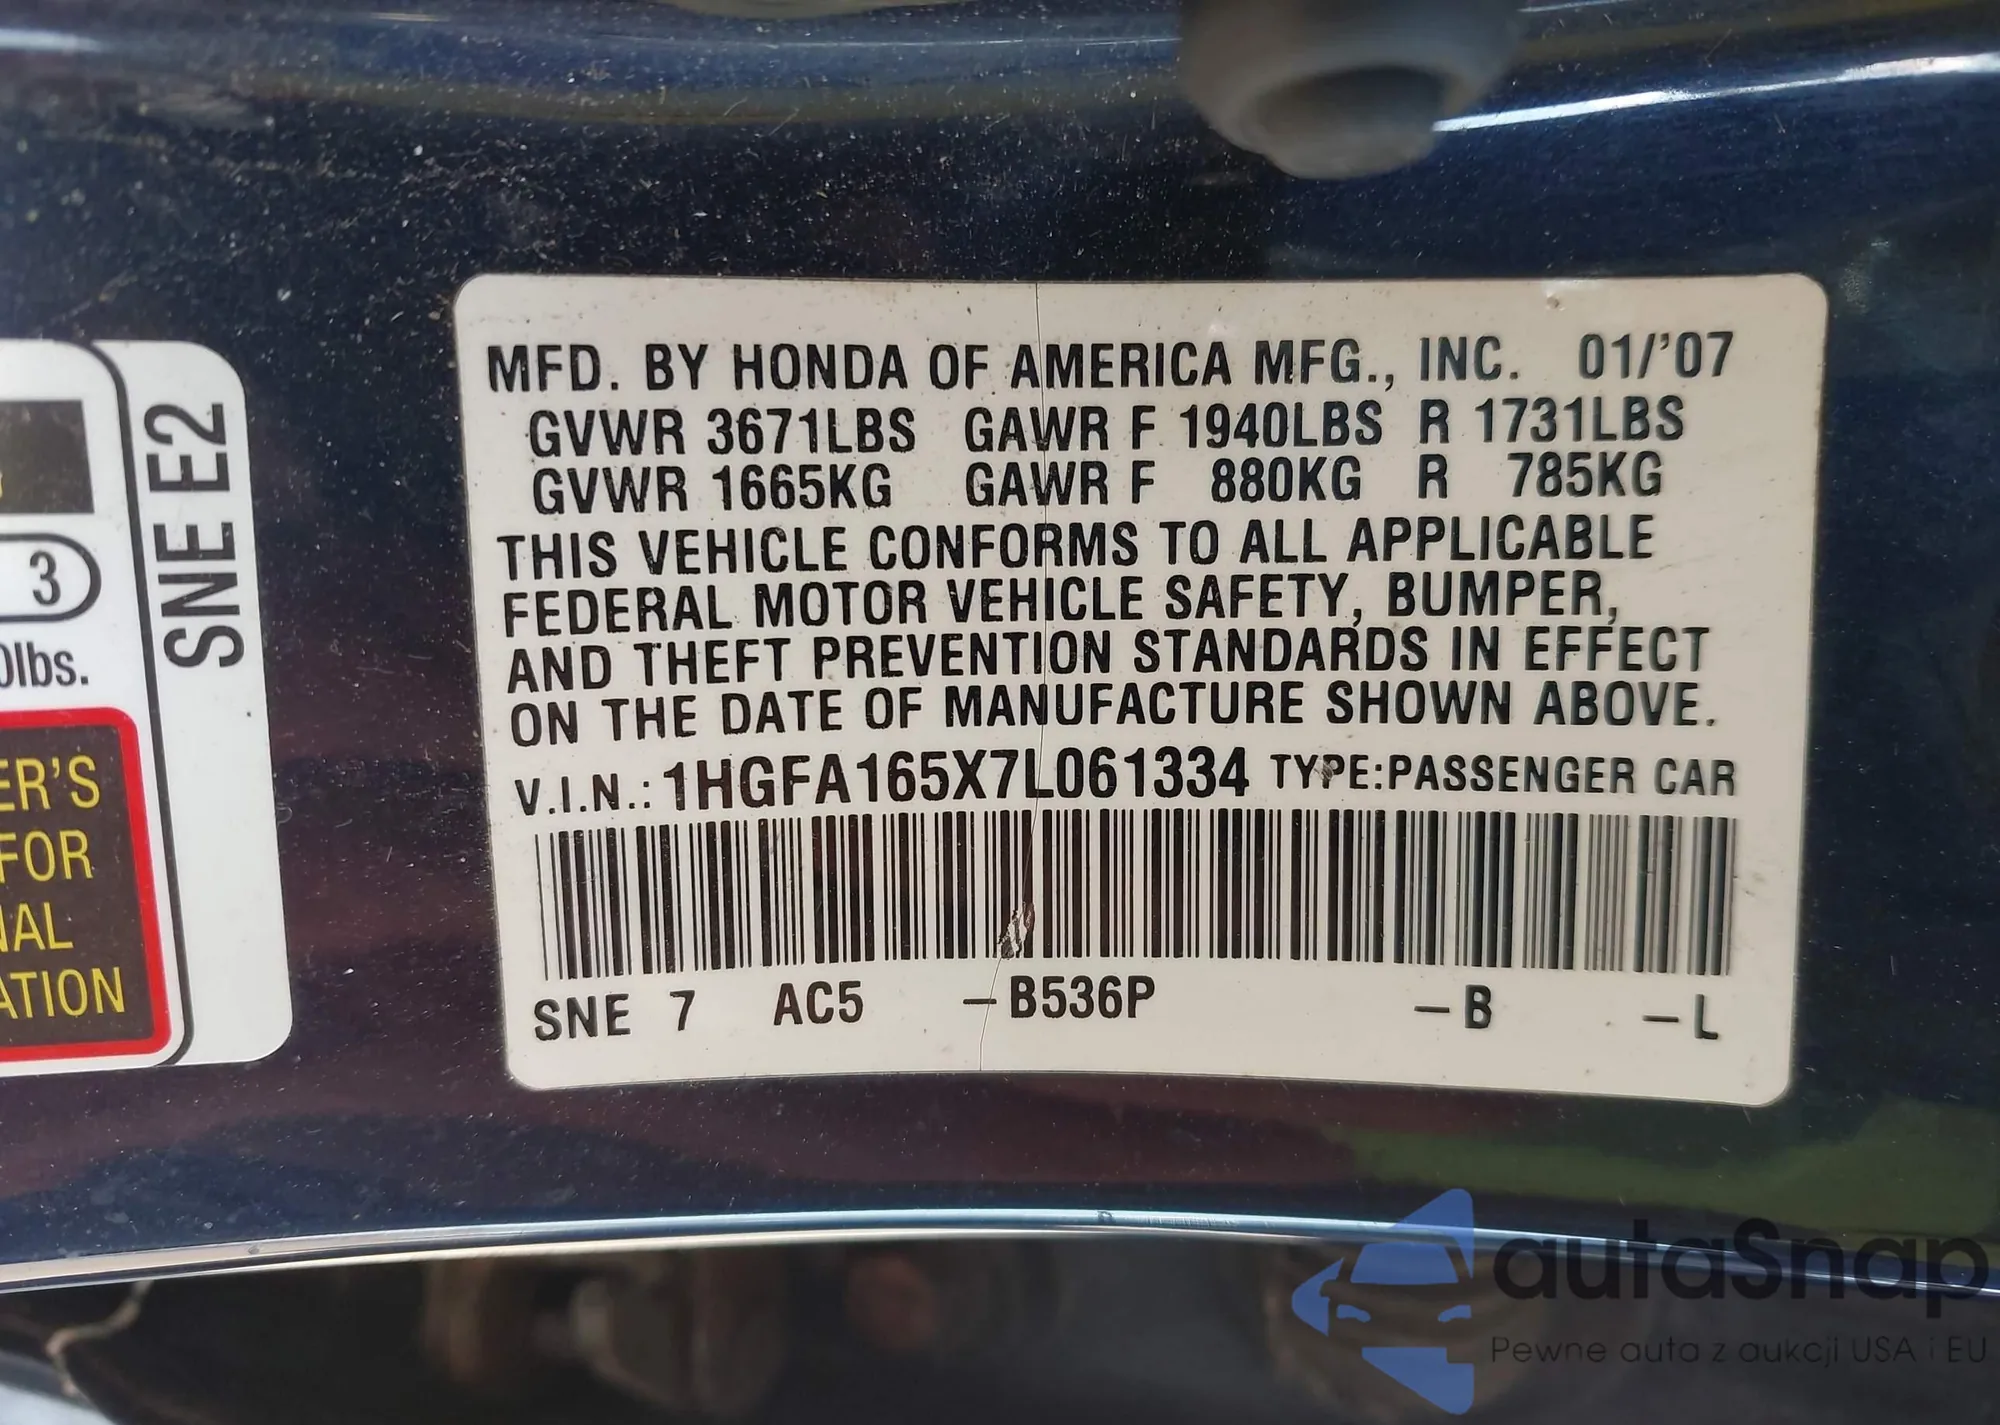 MFD. BY HONDA OF AMERICA MFG., INC. 01/'07
GVWR 3671LBS GAWR F 1940LBS R 1731LBS
GVWR 1665KG GAWR F 880KG R 785KG
THIS VEHICLE CONFORMS TO ALL APPLICABLE
FEDERAL MOTOR VEHICLE SAFETY, BUMPER,
AND THEFT PREVENTION STANDARDS IN EFFECT
ON THE DATE OF MANUFACTURE SHOWN ABOVE.
V.I.N.: 1HGFA165X7L061334 TYPE:PASSENGER CAR
SNE 7 AC5 –B536P –B –L
SNE E2
3
0lbs.
ER'S
FOR
NAL
ATION
autaSnap
Pewne auta z aukcji USA i EU